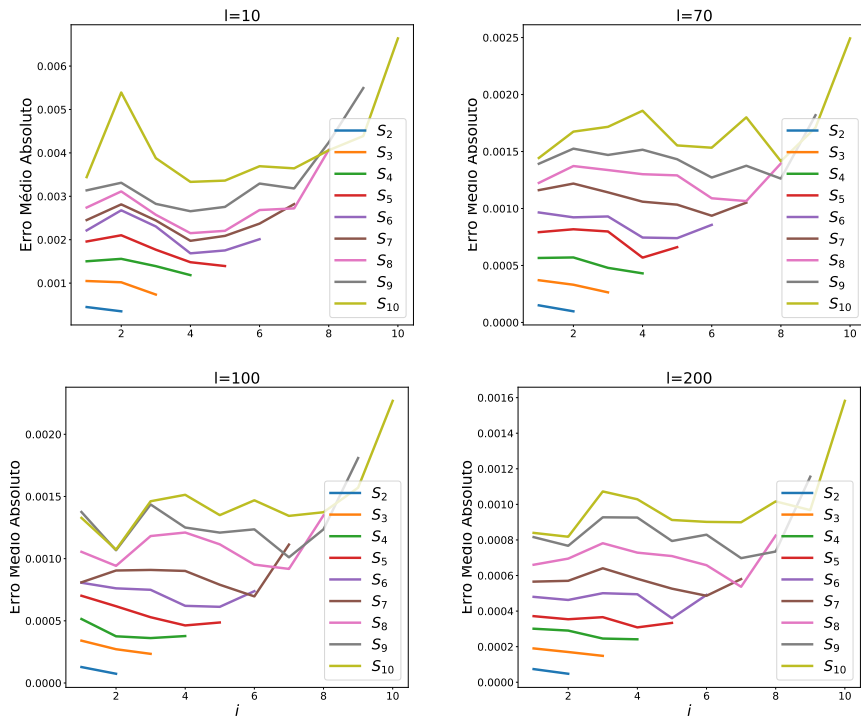 l=10
Erro Médio Absoluto
0.006
0.005
0.004
0.003
0.002
0.001
2
4
6
8
10
S2
S3
S4
S5
S6
S7
S8
S9
S10
l=70
Erro Médio Absoluto
0.0025
0.0020
0.0015
0.0010
0.0005
0.0000
2
4
6
8
10
S2
S3
S4
S5
S6
S7
S8
S9
S10
l=100
Erro Médio Absoluto
0.0020
0.0015
0.0010
0.0005
0.0000
2
4
6
8
10
i
S2
S3
S4
S5
S6
S7
S8
S9
S10
l=200
Erro Médio Absoluto
0.0016
0.0014
0.0012
0.0010
0.0008
0.0006
0.0004
0.0002
0.0000
2
4
6
8
10
i
S2
S3
S4
S5
S6
S7
S8
S9
S10